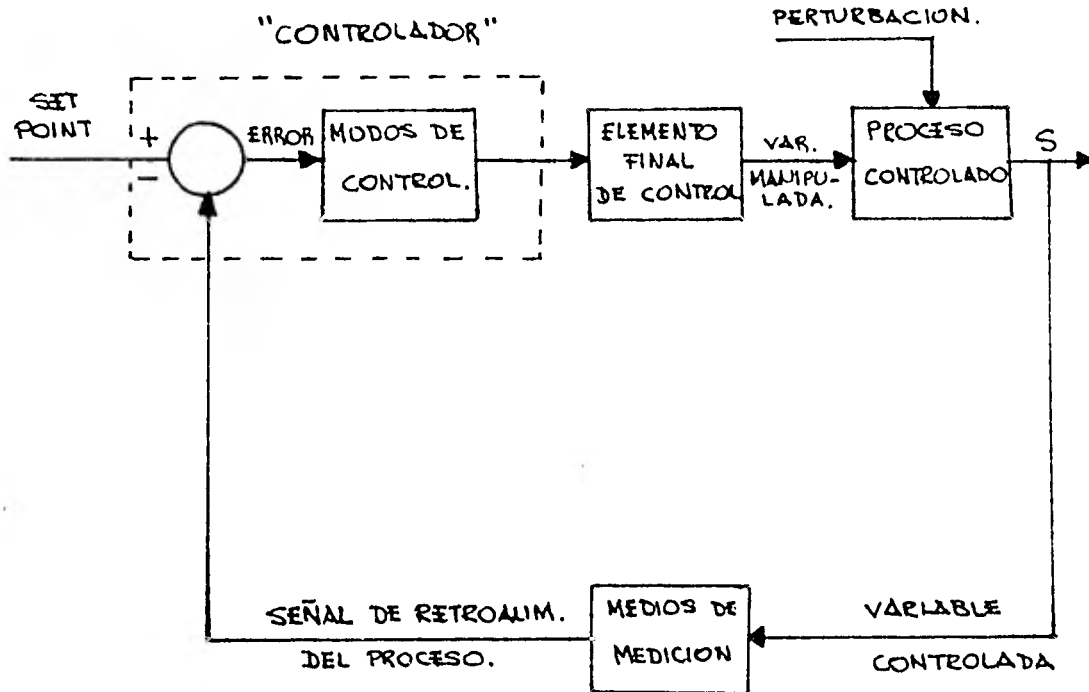 "CONTROLADOR"
PERTURBACION.
SET
POINT
+
−
ERROR
MODOS DE
CONTROL.
ELEMENTO
FINAL
DE CONTROL
VAR.
MANIPU-
LADA.
PROCESO
CONTROLADO
S
SEÑAL DE RETROALIM.
DEL PROCESO.
MEDIOS DE
MEDICION
VARIABLE
CONTROLADA